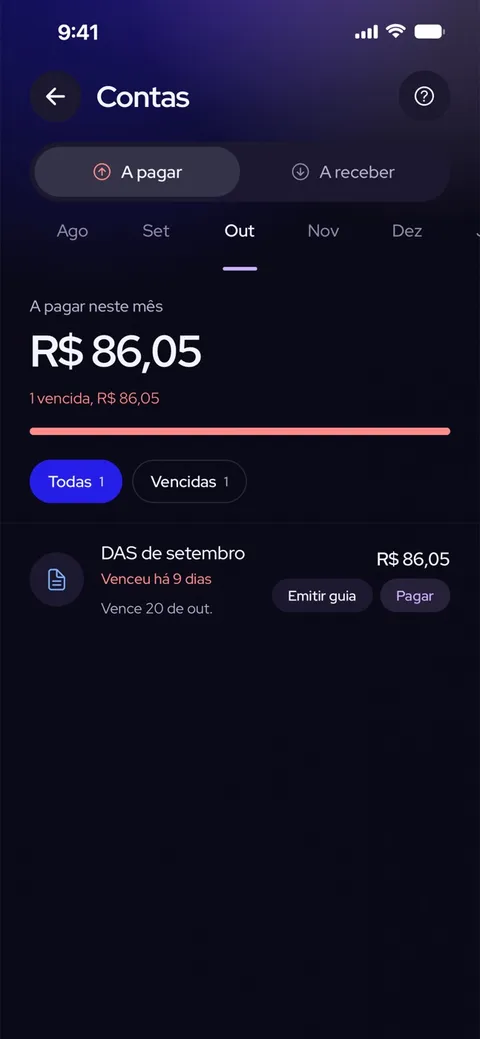 9:41
Contas
A pagar
A receber
Ago Set Out Nov Dez
A pagar neste mês
R$ 86,05
1 vencida, R$ 86,05
Todas 1
Vencidas 1
DAS de setembro
R$ 86,05
Venceu há 9 dias
Emitir guia
Pagar
Vence 20 de out.